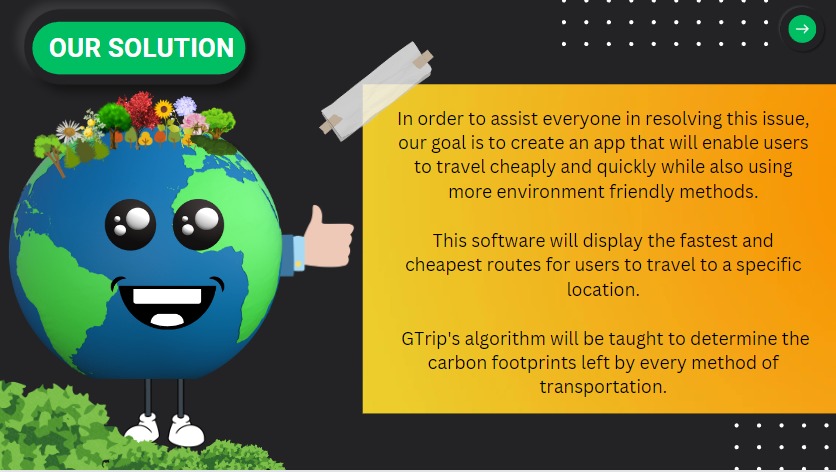 OUR SOLUTION
In order to assist everyone in resolving this issue,
our goal is to create an app that will enable users
to travel cheaply and quickly while also using
more environment friendly methods.
This software will display the fastest and
cheapest routes for users to travel to a specific
location.
GTrip's algorithm will be taught to determine the
carbon footprints left by every method of
transportation.